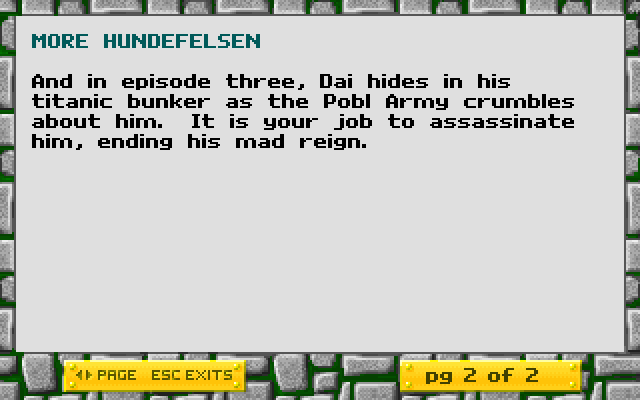 MORE HUNDEFELSEN
And in episode three, Dai hides in his
titanic bunker as the Pobl Army crumbles
about him.  It is your job to assassinate
him, ending his mad reign.
PAGE ESC EXITS
pg 2 of 2